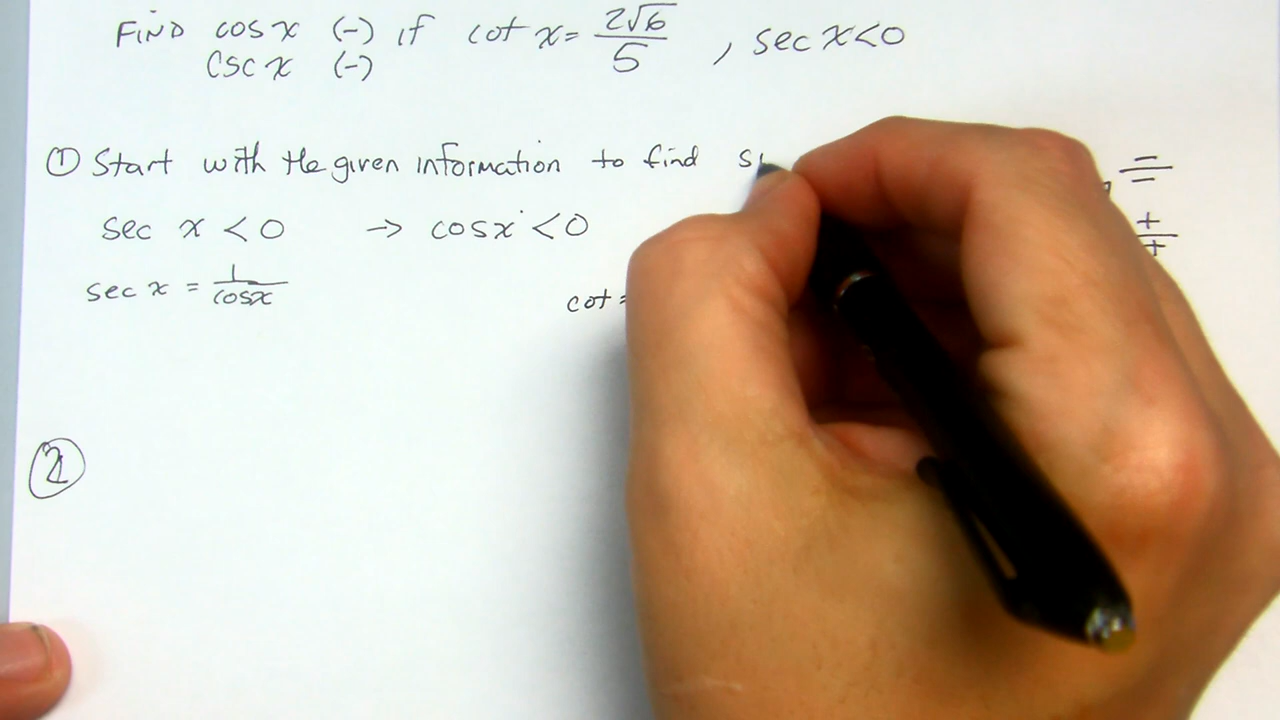 FIND cos x (-) if cot x = 2√6/5 , sec x < 0
csc x (-)
① Start with the given information to find
sec x < 0 → cos x < 0
sec x = 1/cos x
cot =
-/-
+/+
②